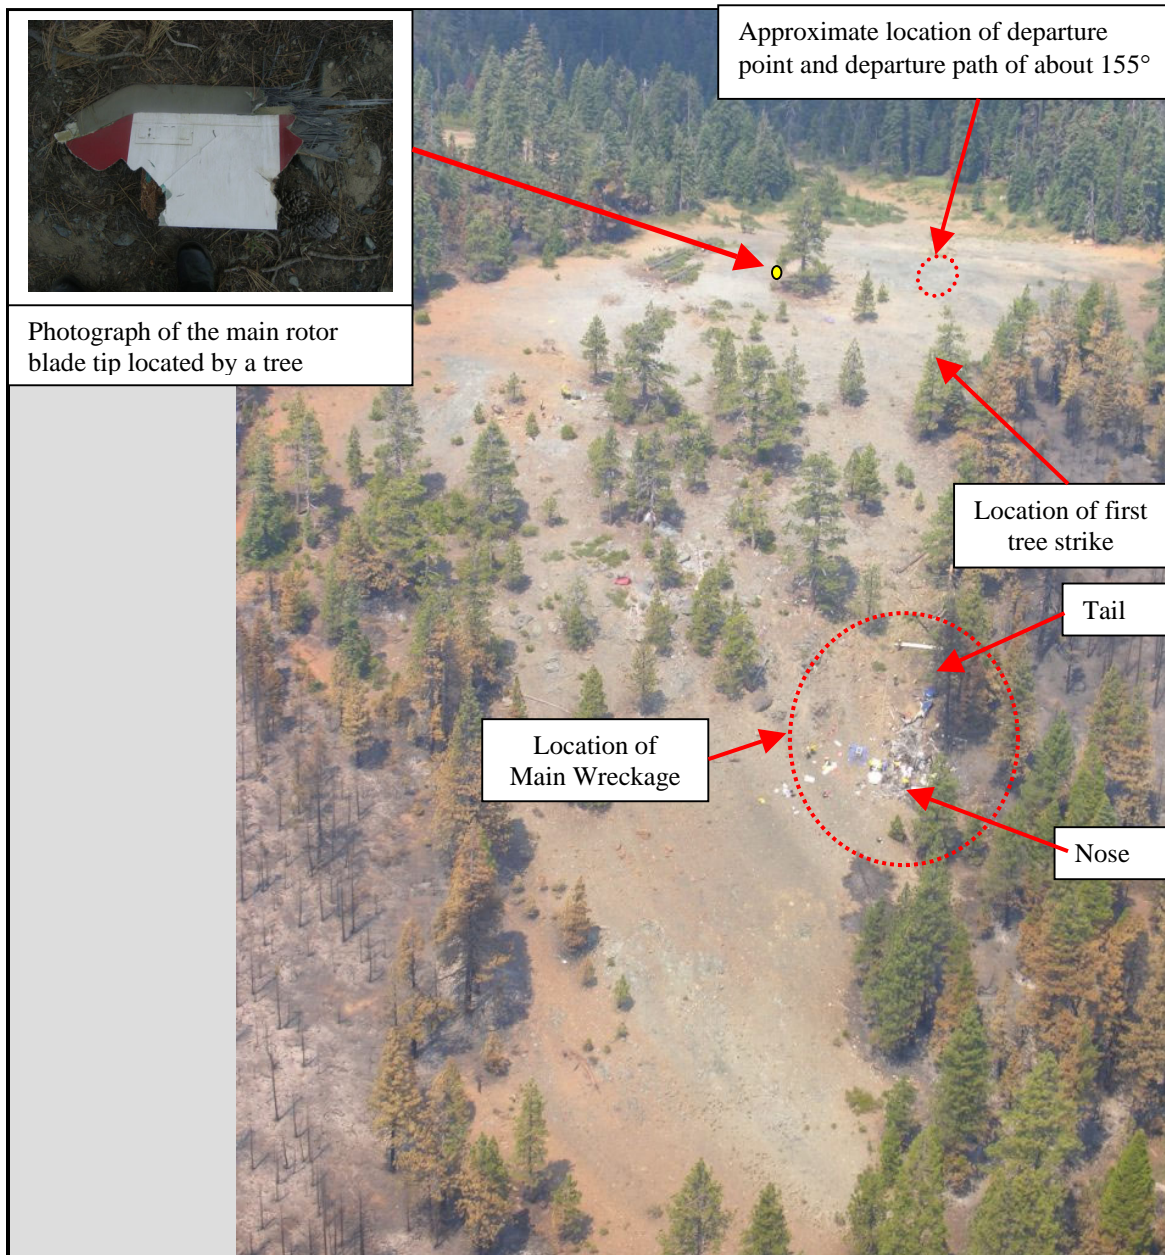 Approximate location of departure
point and departure path of about 155°
Photograph of the main rotor
blade tip located by a tree
Location of first
tree strike
Tail
Location of
Main Wreckage
Nose